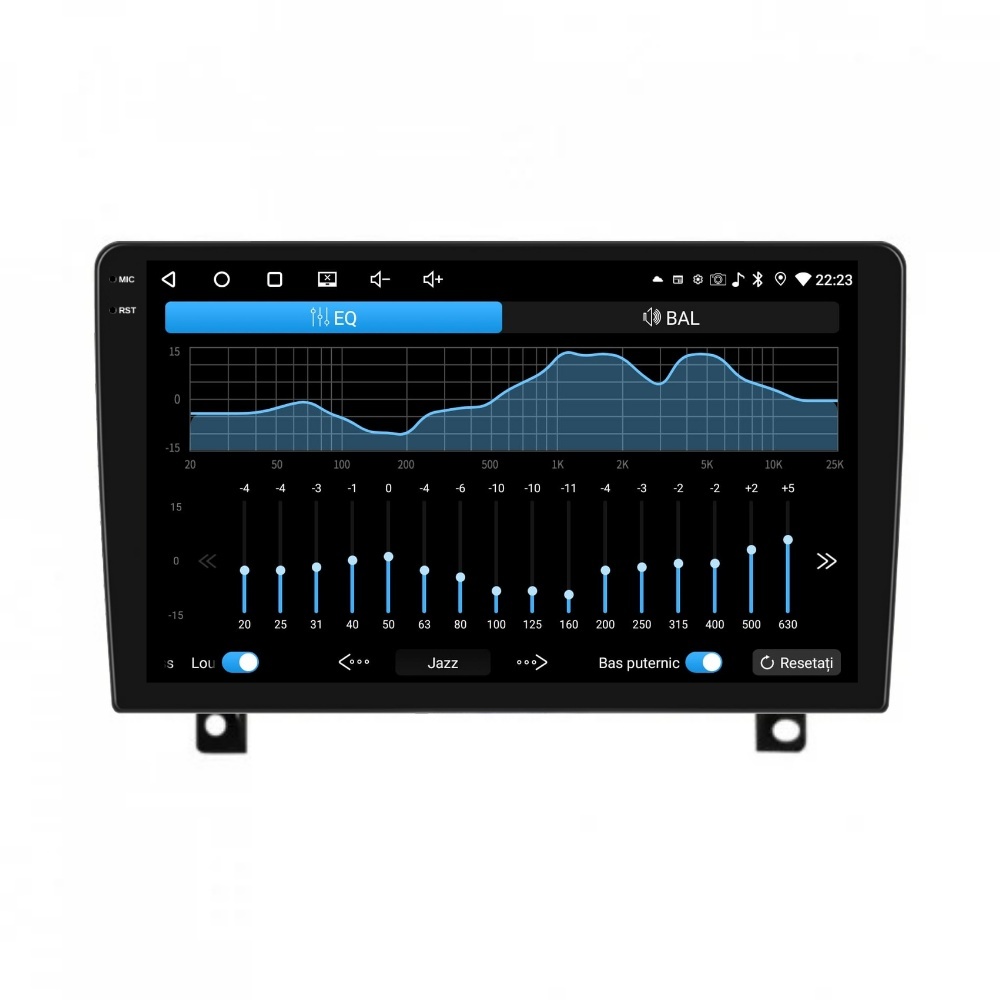 MIC
22:23
RST
EQ
BAL
15
0
-15
20 50 100 200 500 1K 2K 5K 10K 25K
-4 -4 -3 -1 0 -4 -6 -10 -10 -11 -4 -3 -2 -2 +2 +5
15
0
-15
20 25 31 40 50 63 80 100 125 160 200 250 315 400 500 630
s Lou Jazz Bas puternic Resetați